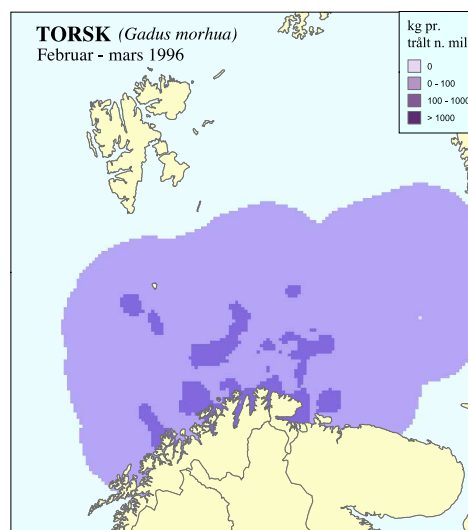 TORSK (Gadus morhua)
Februar - mars 1996
kg pr.
trålt n. mil
0
0 - 100
100 - 1000
> 1000